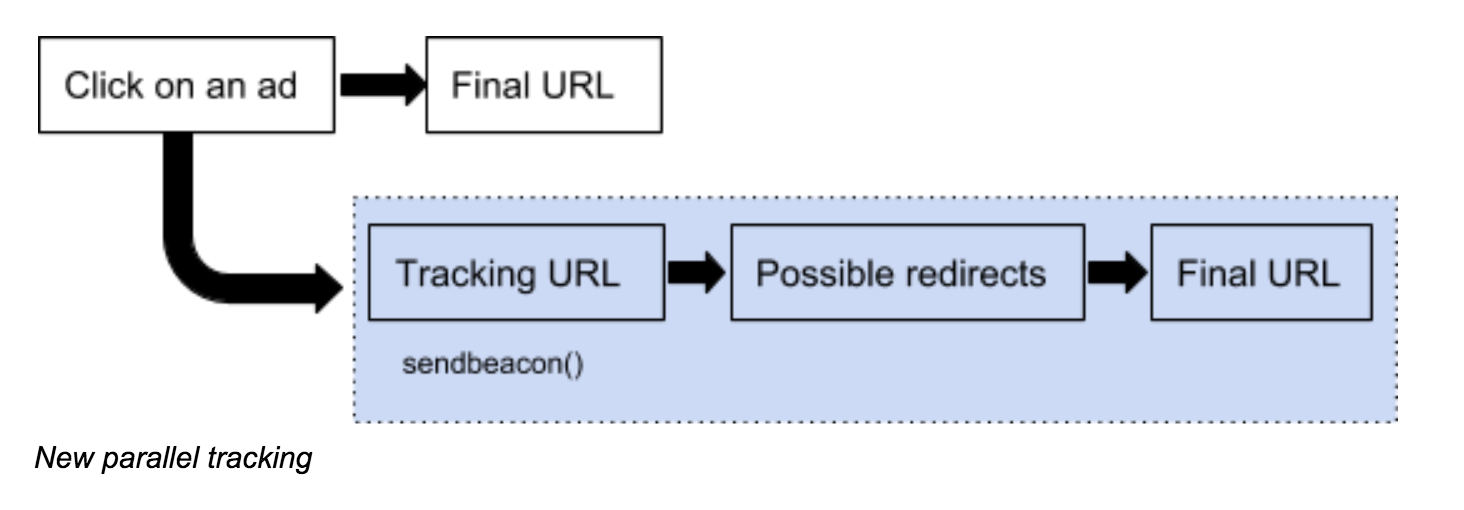 Click on an ad
Final URL
Tracking URL
Possible redirects
Final URL
sendbeacon()
New parallel tracking